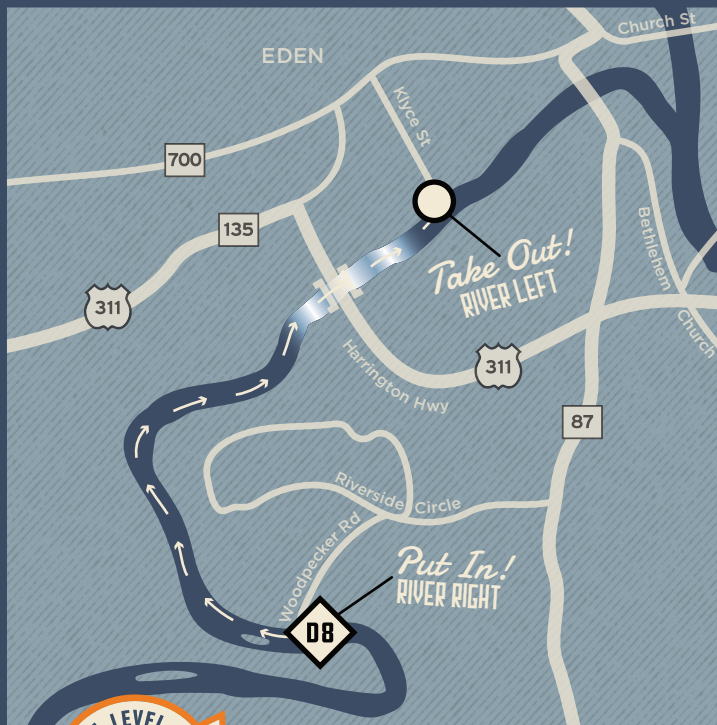 Church St
EDEN
Klyce St
700
135
Bethlehem
Church
Take Out!
RIVER LEFT
311
311
Harrington Hwy
87
Riverside Circle
Woodpecker Rd
Put In!
RIVER RIGHT
D8
LEVEL